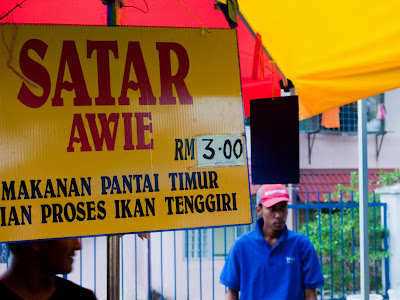 SATAR
AWIE
RM 3.00
MAKANAN PANTAI TIMUR
IAN PROSES IKAN TENGGIRI